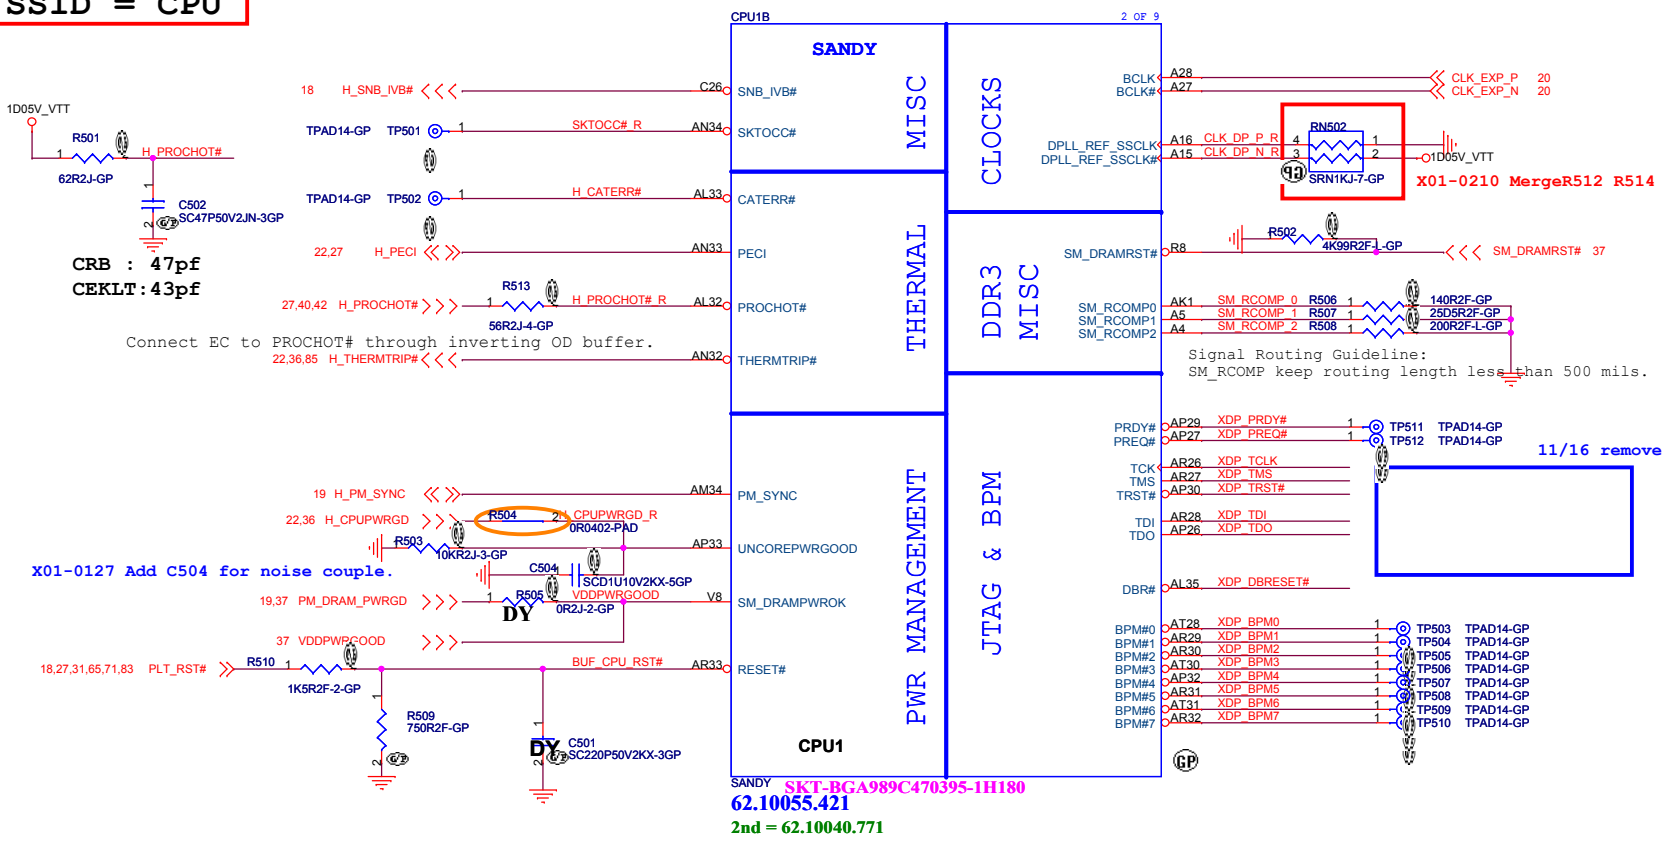 SSID = CPU
CPU1B
2 OF 9
SANDY
MISC
THERMAL
PWR MANAGEMENT
CLOCKS
DDR3
MISC
JTAG & BPM
1D05V_VTT
R501
1
2
H_PROCHOT#
62R2J-GP
1
C502
SC47P50V2JN-3GP
2
CRB : 47pf
CEKLT:43pf
18 H_SNB_IVB#
C26
SNB_IVB#
TPAD14-GP TP501
1
SKTOCC#_R
AN34
SKTOCC#
TPAD14-GP TP502
1
H_CATERR#
AL33
CATERR#
22,27 H_PECI
AN33
PECI
R513
27,40,42 H_PROCHOT#
1
2
H_PROCHOT#_R
AL32
PROCHOT#
56R2J-4-GP
Connect EC to PROCHOT# through inverting OD buffer.
22,36,85 H_THERMTRIP#
AN32
THERMTRIP#
19 H_PM_SYNC
AM34
PM_SYNC
22,36 H_CPUPWRGD
R504
2
H_CPUPWRGD_R
0R0402-PAD
R503
10KR2J-3-GP
AP33
UNCOREPWRGOOD
X01-0127 Add C504 for noise couple.
C504
SCD1U10V2KX-5GP
19,37 PM_DRAM_PWRGD
1
R505
2
VDDPWRGOOD
DY
0R2J-2-GP
V8
SM_DRAMPWROK
37 VDDPWRGOOD
18,27,31,65,71,83 PLT_RST#
R510
1
1K5R2F-2-GP
BUF_CPU_RST#
AR33
RESET#
1
R509
750R2F-GP
2
1
DY
C501
SC220P50V2KX-3GP
2
CPU1
SANDY
SKT-BGA989C470395-1H180
62.10055.421
2nd = 62.10040.771
BCLK
A28
CLK_EXP_P 20
BCLK#
A27
CLK_EXP_N 20
DPLL_REF_SSCLK
A16
CLK_DP_P_R
4
RN502
1
DPLL_REF_SSCLK#
A15
CLK_DP_N_R
3
2
1D05V_VTT
SRN1KJ-7-GP
X01-0210 MergeR512 R514
R502
4K99R2F-L-GP
SM_DRAMRST#
R8
SM_DRAMRST# 37
SM_RCOMP0
AK1
SM_RCOMP_0
R506
1
140R2F-GP
SM_RCOMP1
A5
SM_RCOMP_1
R507
1
25D5R2F-GP
SM_RCOMP2
A4
SM_RCOMP_2
R508
1
200R2F-L-GP
Signal Routing Guideline:
SM_RCOMP keep routing length less than 500 mils.
PRDY#
AP29
XDP_PRDY#
1
TP511 TPAD14-GP
PREQ#
AP27
XDP_PREQ#
1
TP512 TPAD14-GP
11/16 remove
TCK
AR26
XDP_TCLK
TMS
AR27
XDP_TMS
TRST#
AP30
XDP_TRST#
TDI
AR28
XDP_TDI
TDO
AP26
XDP_TDO
DBR#
AL35
XDP_DBRESET#
BPM#0
AT28
XDP_BPM0
1
TP503 TPAD14-GP
BPM#1
AR29
XDP_BPM1
1
TP504 TPAD14-GP
BPM#2
AR30
XDP_BPM2
1
TP505 TPAD14-GP
BPM#3
AT30
XDP_BPM3
1
TP506 TPAD14-GP
BPM#4
AP32
XDP_BPM4
1
TP507 TPAD14-GP
BPM#5
AR31
XDP_BPM5
1
TP508 TPAD14-GP
BPM#6
AT31
XDP_BPM6
1
TP509 TPAD14-GP
BPM#7
AR32
XDP_BPM7
1
TP510 TPAD14-GP
GP